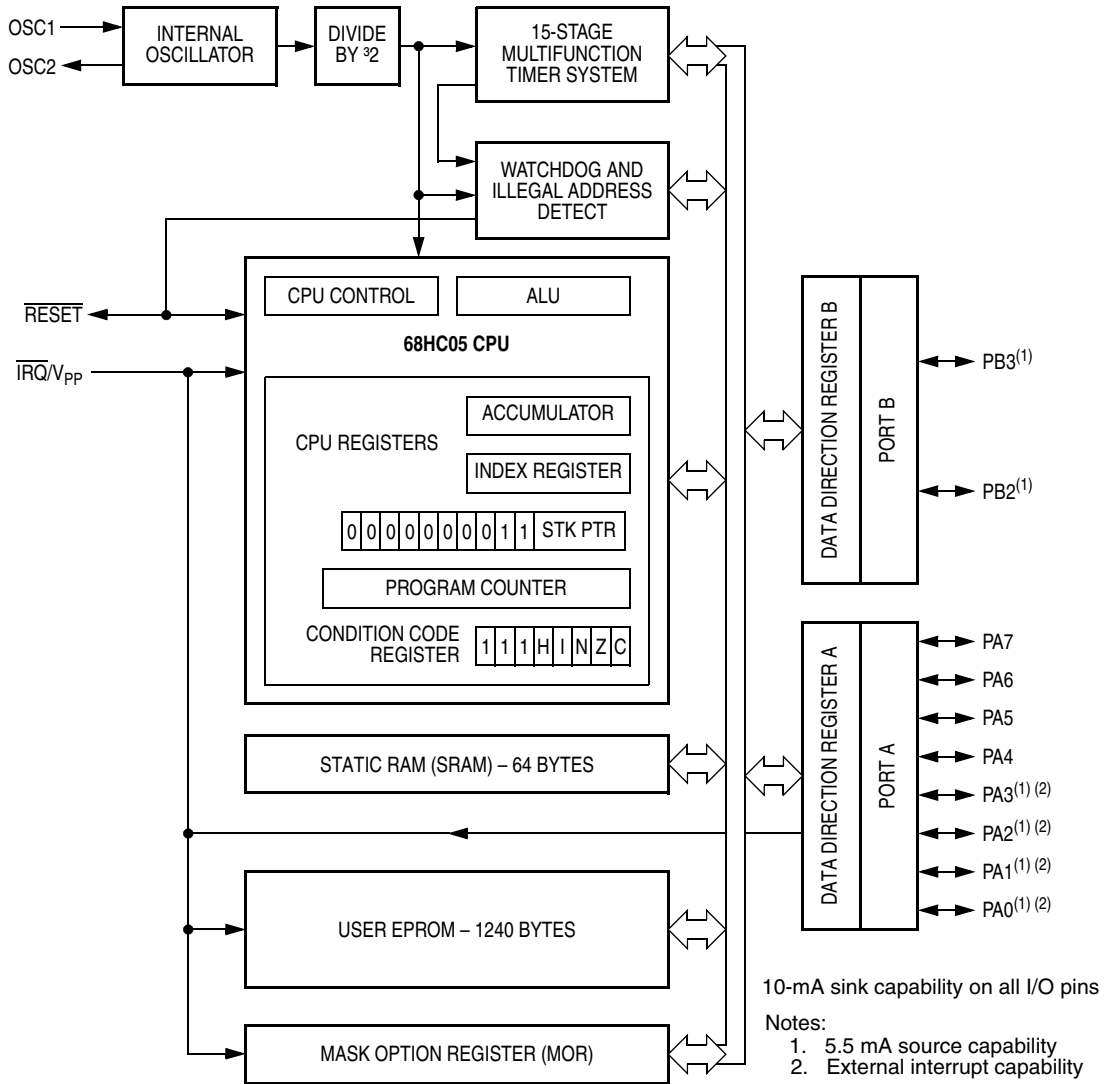 OSC1
OSC2
INTERNAL
OSCILLATOR
DIVIDE
BY ³2
15-STAGE
MULTIFUNCTION
TIMER SYSTEM
WATCHDOG AND
ILLEGAL ADDRESS
DETECT
RESET
IRQ/VPP
CPU CONTROL
ALU
68HC05 CPU
CPU REGISTERS
ACCUMULATOR
INDEX REGISTER
0 0 0 0 0 0 0 0 1 1 STK PTR
PROGRAM COUNTER
CONDITION CODE
REGISTER
1 1 1 H I N Z C
STATIC RAM (SRAM) – 64 BYTES
USER EPROM – 1240 BYTES
MASK OPTION REGISTER (MOR)
DATA DIRECTION REGISTER B
PORT B
PB3(1)
PB2(1)
DATA DIRECTION REGISTER A
PORT A
PA7
PA6
PA5
PA4
PA3(1) (2)
PA2(1) (2)
PA1(1) (2)
PA0(1) (2)
10-mA sink capability on all I/O pins
Notes:
1. 5.5 mA source capability
2. External interrupt capability